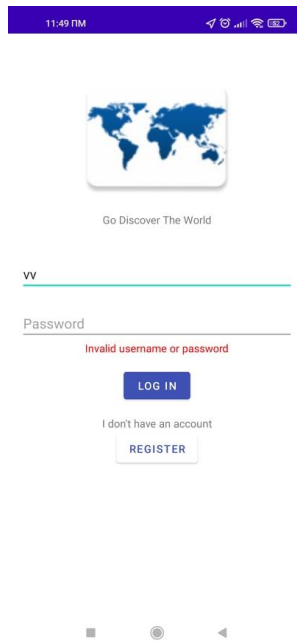 11:49 ПМ
52
Go Discover The World
vv
Password
Invalid username or password
LOG IN
I don't have an account
REGISTER